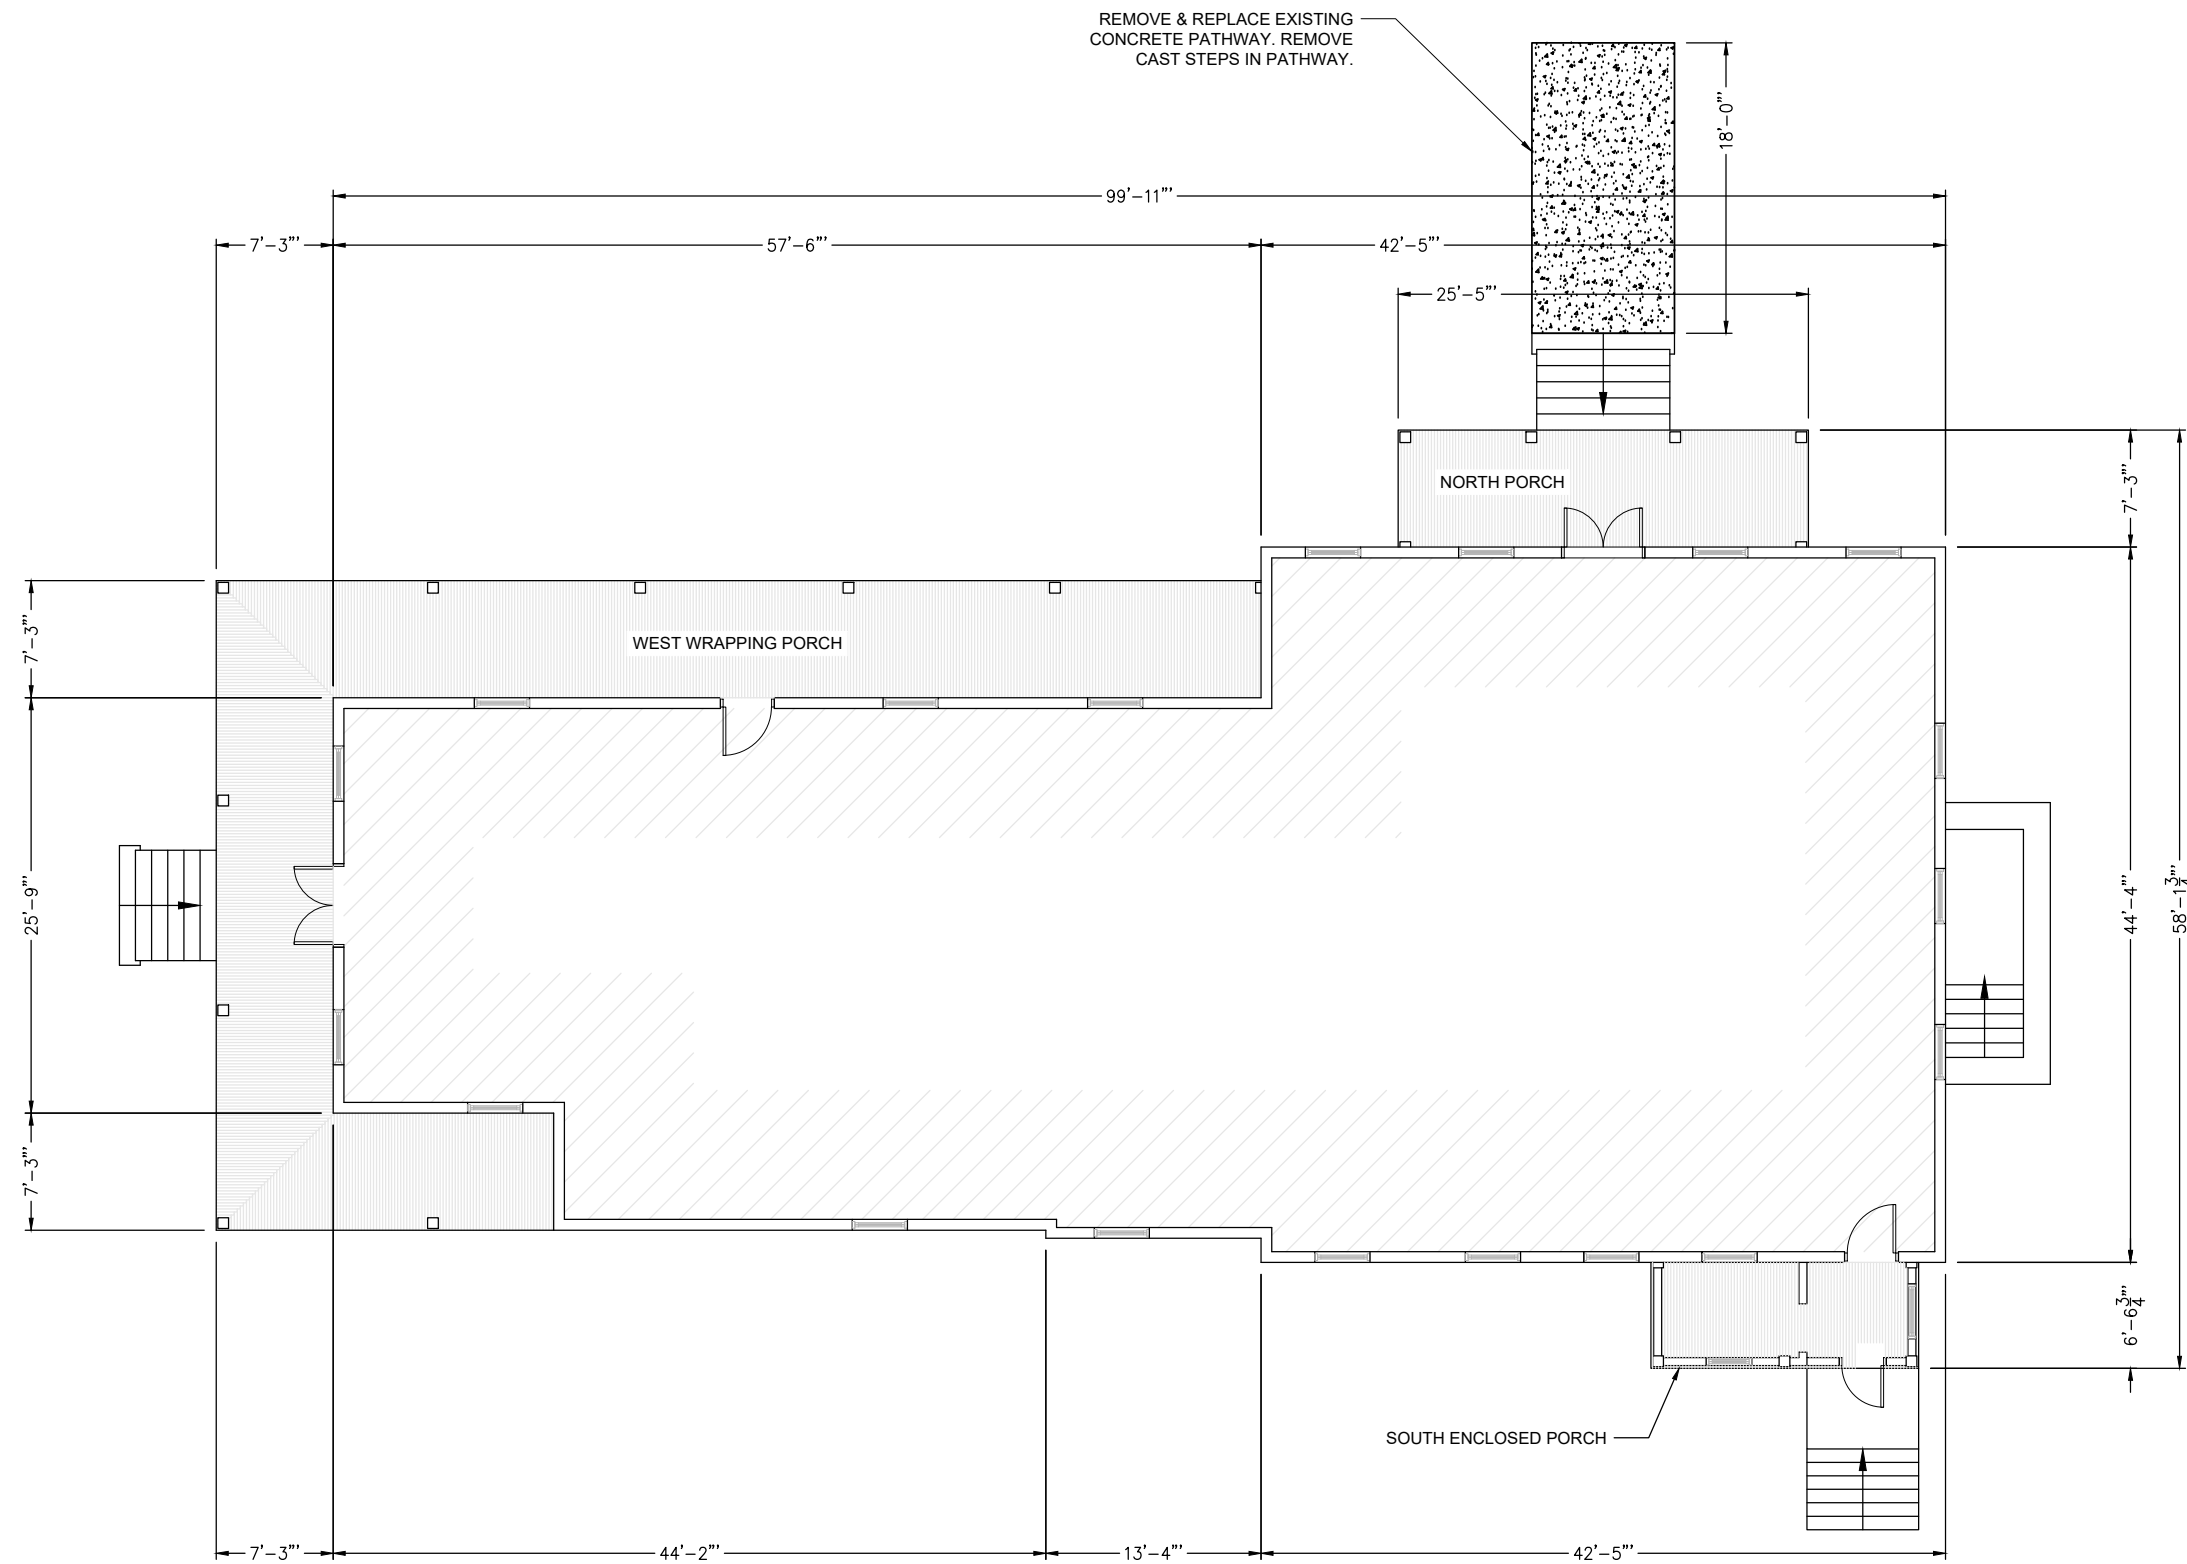 REMOVE & REPLACE EXISTING
CONCRETE PATHWAY. REMOVE
CAST STEPS IN PATHWAY.
18'-0"'
99'-11"'
7'-3"'
57'-6"'
42'-5"'
25'-5"'
NORTH PORCH
7'-3"'
7'-3"'
WEST WRAPPING PORCH
25'-9"'
44'-4"'
58'-1¾"'
7'-3"'
6'-6¾"'
SOUTH ENCLOSED PORCH
7'-3"'
44'-2"'
13'-4"'
42'-5"'